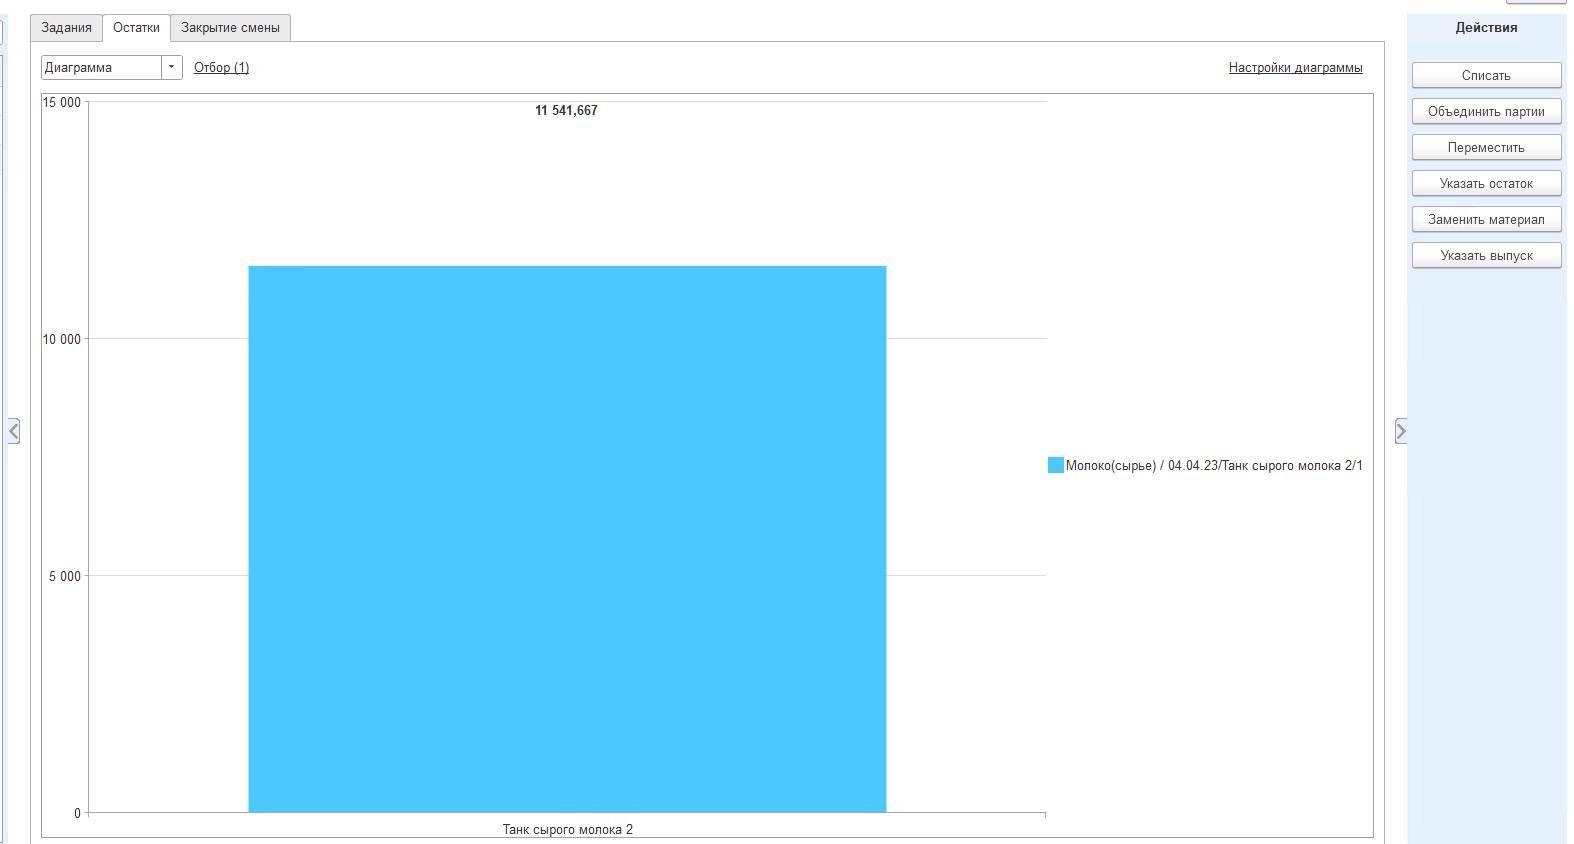 Задания Остатки Закрытие смены
Диаграмма Отбор (1) Настройки диаграммы
15 000
11 541,667
10 000
5 000
0
Танк сырого молока 2
Молоко(сырье) / 04.04.23/Танк сырого молока 2/1
Действия
Списать
Объединить партии
Переместить
Указать остаток
Заменить материал
Указать выпуск